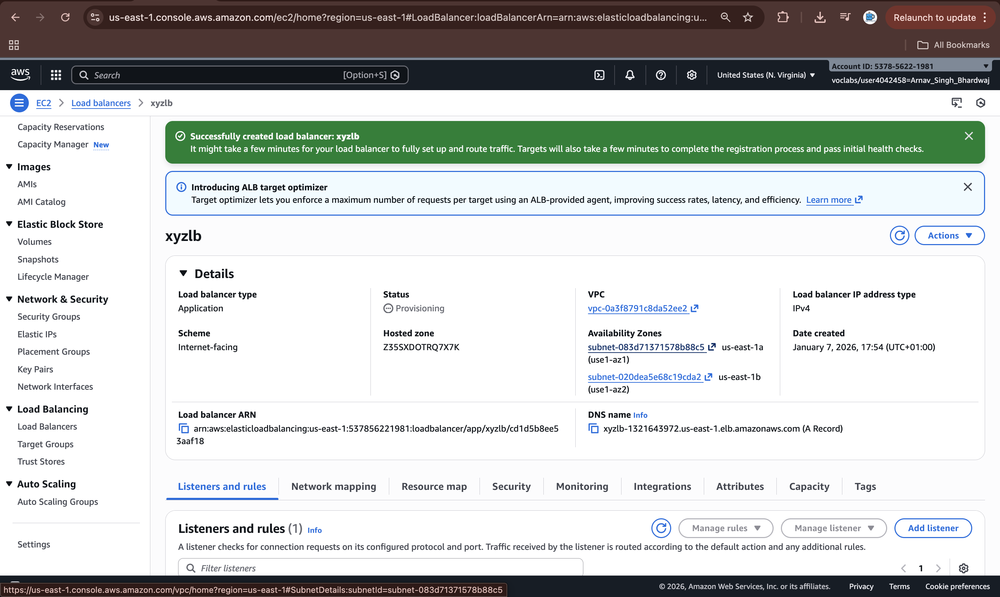 us-east-1.console.aws.amazon.com/ec2/home?region=us-east-1#LoadBalancer:loadBalancerArn=arn:aws:elasticloadbalancing:u...
Relaunch to update
All Bookmarks
aws
Search
[Option+S]
United States (N. Virginia)
Account ID: 5378-5622-1981
voclabs/user4042458=Arnav_Singh_Bhardwaj
EC2
Load balancers
xyzlb
Capacity Reservations
Capacity Manager New
Images
AMIs
AMI Catalog
Elastic Block Store
Volumes
Snapshots
Lifecycle Manager
Network & Security
Security Groups
Elastic IPs
Placement Groups
Key Pairs
Network Interfaces
Load Balancing
Load Balancers
Target Groups
Trust Stores
Auto Scaling
Auto Scaling Groups
Settings
Successfully created load balancer: xyzlb
It might take a few minutes for your load balancer to fully set up and route traffic. Targets will also take a few minutes to complete the registration process and pass initial health checks.
Introducing ALB target optimizer
Target optimizer lets you enforce a maximum number of requests per target using an ALB-provided agent, improving success rates, latency, and efficiency. Learn more
xyzlb
Actions
Details
Load balancer type
Application
Status
Provisioning
VPC
vpc-0a3f8791c8da52ee2
Load balancer IP address type
IPv4
Scheme
Internet-facing
Hosted zone
Z35SXDOTRQ7X7K
Availability Zones
subnet-083d71371578b88c5 us-east-1a
(use1-az1)
subnet-020dea5e68c19cda2 us-east-1b
(use1-az2)
Date created
January 7, 2026, 17:54 (UTC+01:00)
Load balancer ARN
arn:aws:elasticloadbalancing:us-east-1:537856221981:loadbalancer/app/xyzlb/cd1d5b8ee5
3aaf18
DNS name Info
xyzlb-1321643972.us-east-1.elb.amazonaws.com (A Record)
Listeners and rules
Network mapping
Resource map
Security
Monitoring
Integrations
Attributes
Capacity
Tags
Listeners and rules (1) Info
Manage rules
Manage listener
Add listener
A listener checks for connection requests on its configured protocol and port. Traffic received by the listener is routed according to the default action and any additional rules.
Filter listeners
1
https://us-east-1.console.aws.amazon.com/vpc/home?region=us-east-1#SubnetDetails:subnetId=subnet-083d71371578b88c5
© 2026, Amazon Web Services, Inc. or its affiliates.
Privacy
Terms
Cookie preferences